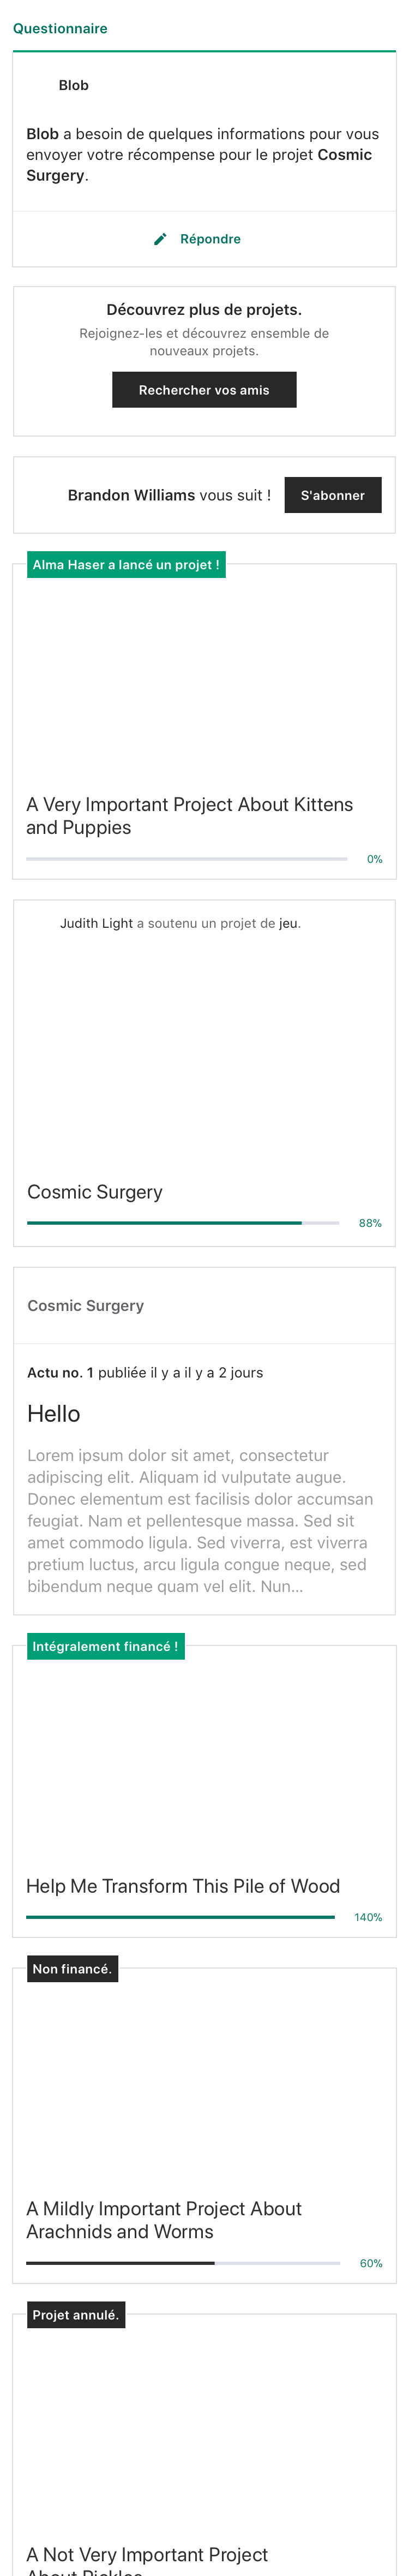 Questionnaire
Blob
Blob a besoin de quelques informations pour vous
envoyer votre récompense pour le projet Cosmic
Surgery.
Répondre
Découvrez plus de projets.
Rejoignez-les et découvrez ensemble de
nouveaux projets.
Rechercher vos amis
Brandon Williams vous suit !
S'abonner
Alma Haser a lancé un projet !
A Very Important Project About Kittens
and Puppies
0%
Judith Light a soutenu un projet de jeu.
Cosmic Surgery
88%
Cosmic Surgery
Actu no. 1 publiée il y a il y a 2 jours
Hello
Lorem ipsum dolor sit amet, consectetur
adipiscing elit. Aliquam id vulputate augue.
Donec elementum est facilisis dolor accumsan
feugiat. Nam et pellentesque massa. Sed sit
amet commodo ligula. Sed viverra, est viverra
pretium luctus, arcu ligula congue neque, sed
bibendum neque quam vel elit. Nun...
Intégralement financé !
Help Me Transform This Pile of Wood
140%
Non financé.
A Mildly Important Project About
Arachnids and Worms
60%
Projet annulé.
A Not Very Important Project
About Pickles